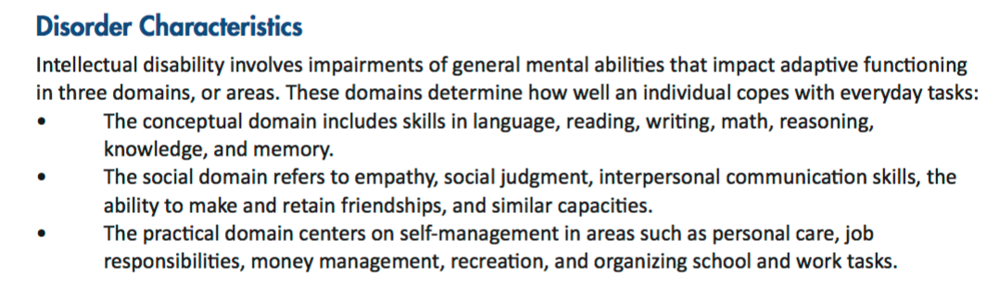 Disorder Characteristics
Intellectual disability involves impairments of general mental abilities that impact adaptive functioning
in three domains, or areas. These domains determine how well an individual copes with everyday tasks:
• The conceptual domain includes skills in language, reading, writing, math, reasoning,
knowledge, and memory.
• The social domain refers to empathy, social judgment, interpersonal communication skills, the
ability to make and retain friendships, and similar capacities.
• The practical domain centers on self-management in areas such as personal care, job
responsibilities, money management, recreation, and organizing school and work tasks.